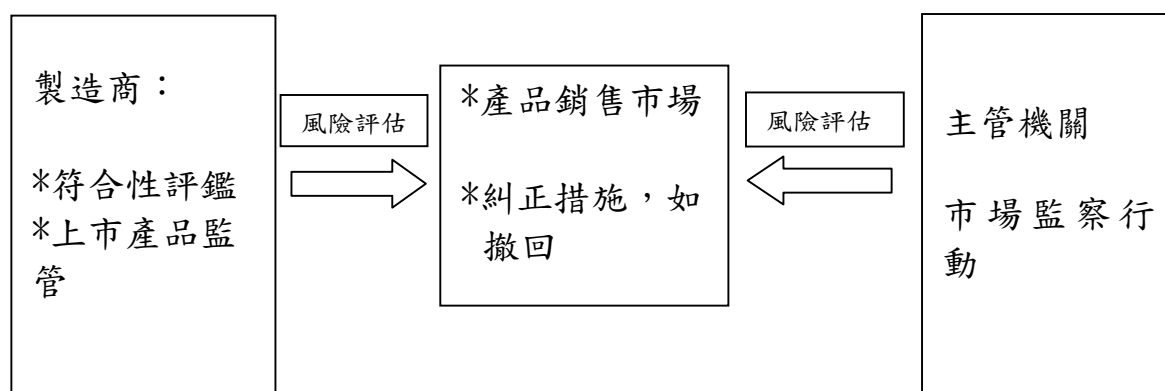 製造商：
*符合性評鑑
*上市產品監
管
風險評估
*產品銷售市場
*糾正措施，如
撤回
風險評估
主管機關
市場監察行
動